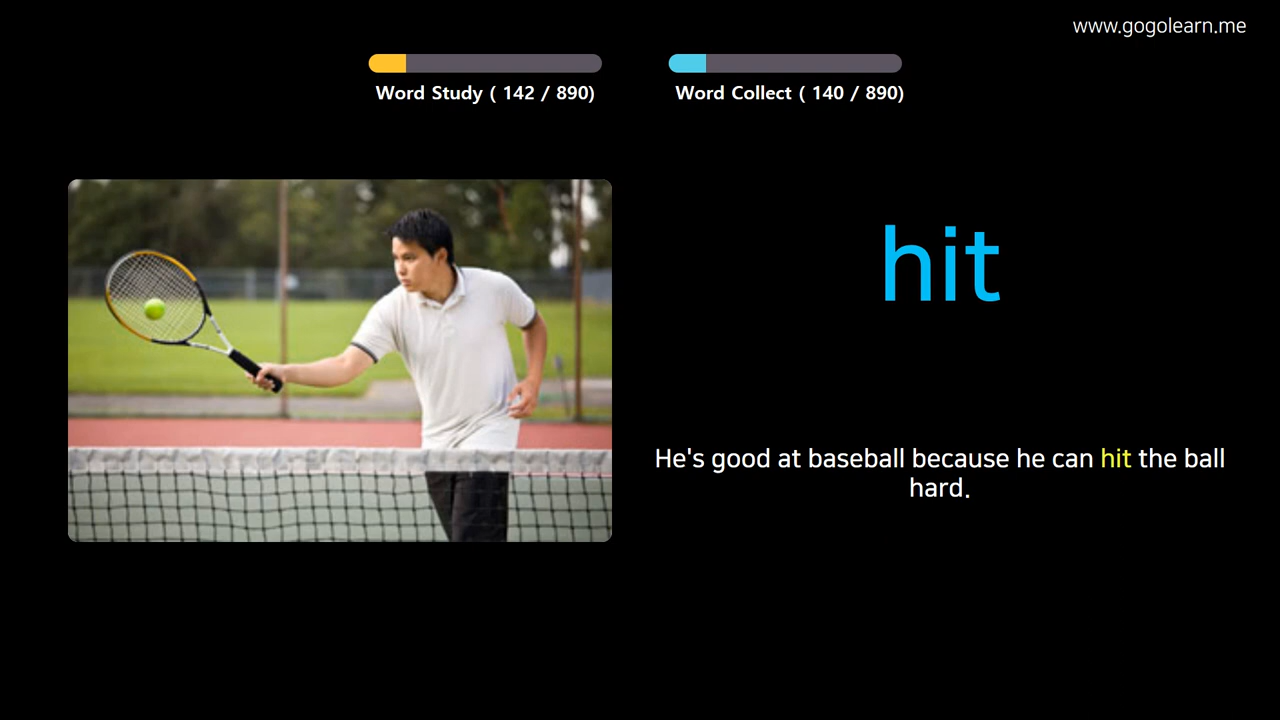 www.gogolearn.me
Word Study ( 142 / 890)
Word Collect ( 140 / 890)
hit
He's good at baseball because he can hit the ball
hard.